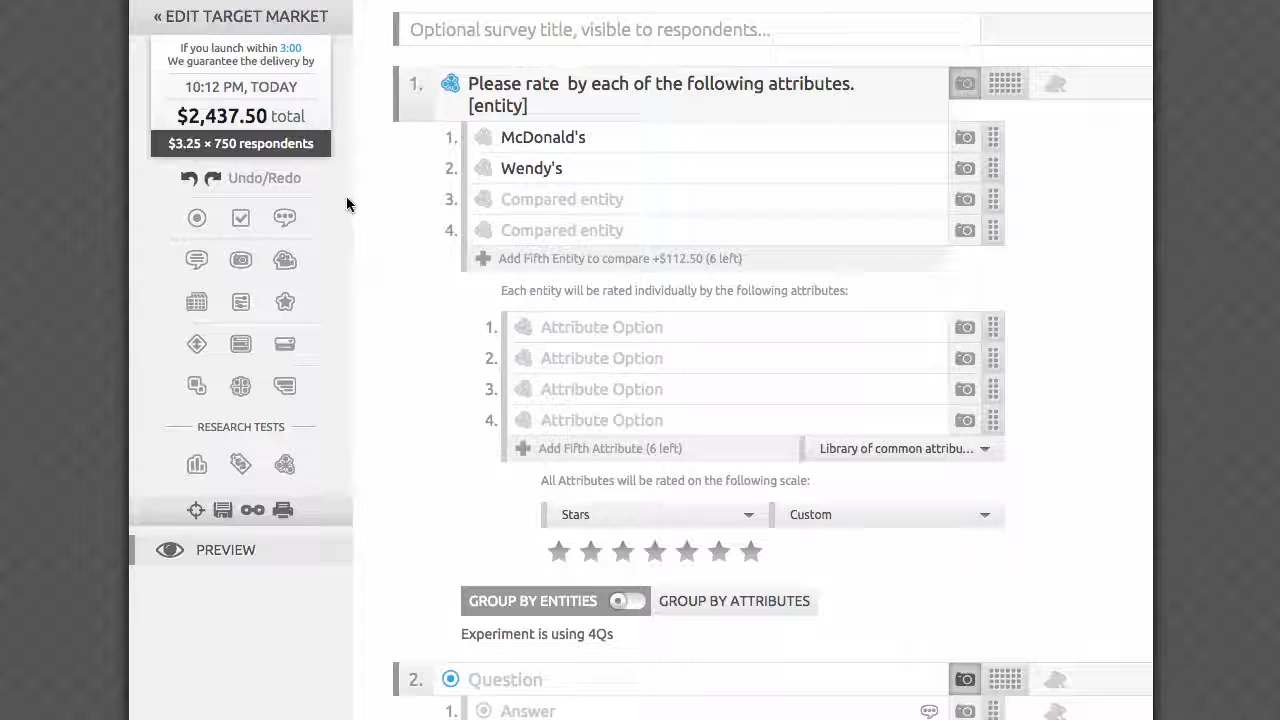 « EDIT TARGET MARKET
If you launch within 3:00
We guarantee the delivery by
10:12 PM, TODAY
$2,437.50 total
$3.25 × 750 respondents
Undo/Redo
RESEARCH TESTS
PREVIEW
Optional survey title, visible to respondents...
1. Please rate  by each of the following attributes.
[entity]
1. McDonald's
2. Wendy's
3. Compared entity
4. Compared entity
Add Fifth Entity to compare +$112.50 (6 left)
Each entity will be rated individually by the following attributes:
1. Attribute Option
2. Attribute Option
3. Attribute Option
4. Attribute Option
Add Fifth Attribute (6 left) Library of common attribu...
All Attributes will be rated on the following scale:
Stars Custom
GROUP BY ENTITIES GROUP BY ATTRIBUTES
Experiment is using 4Qs
2. Question
1. Answer